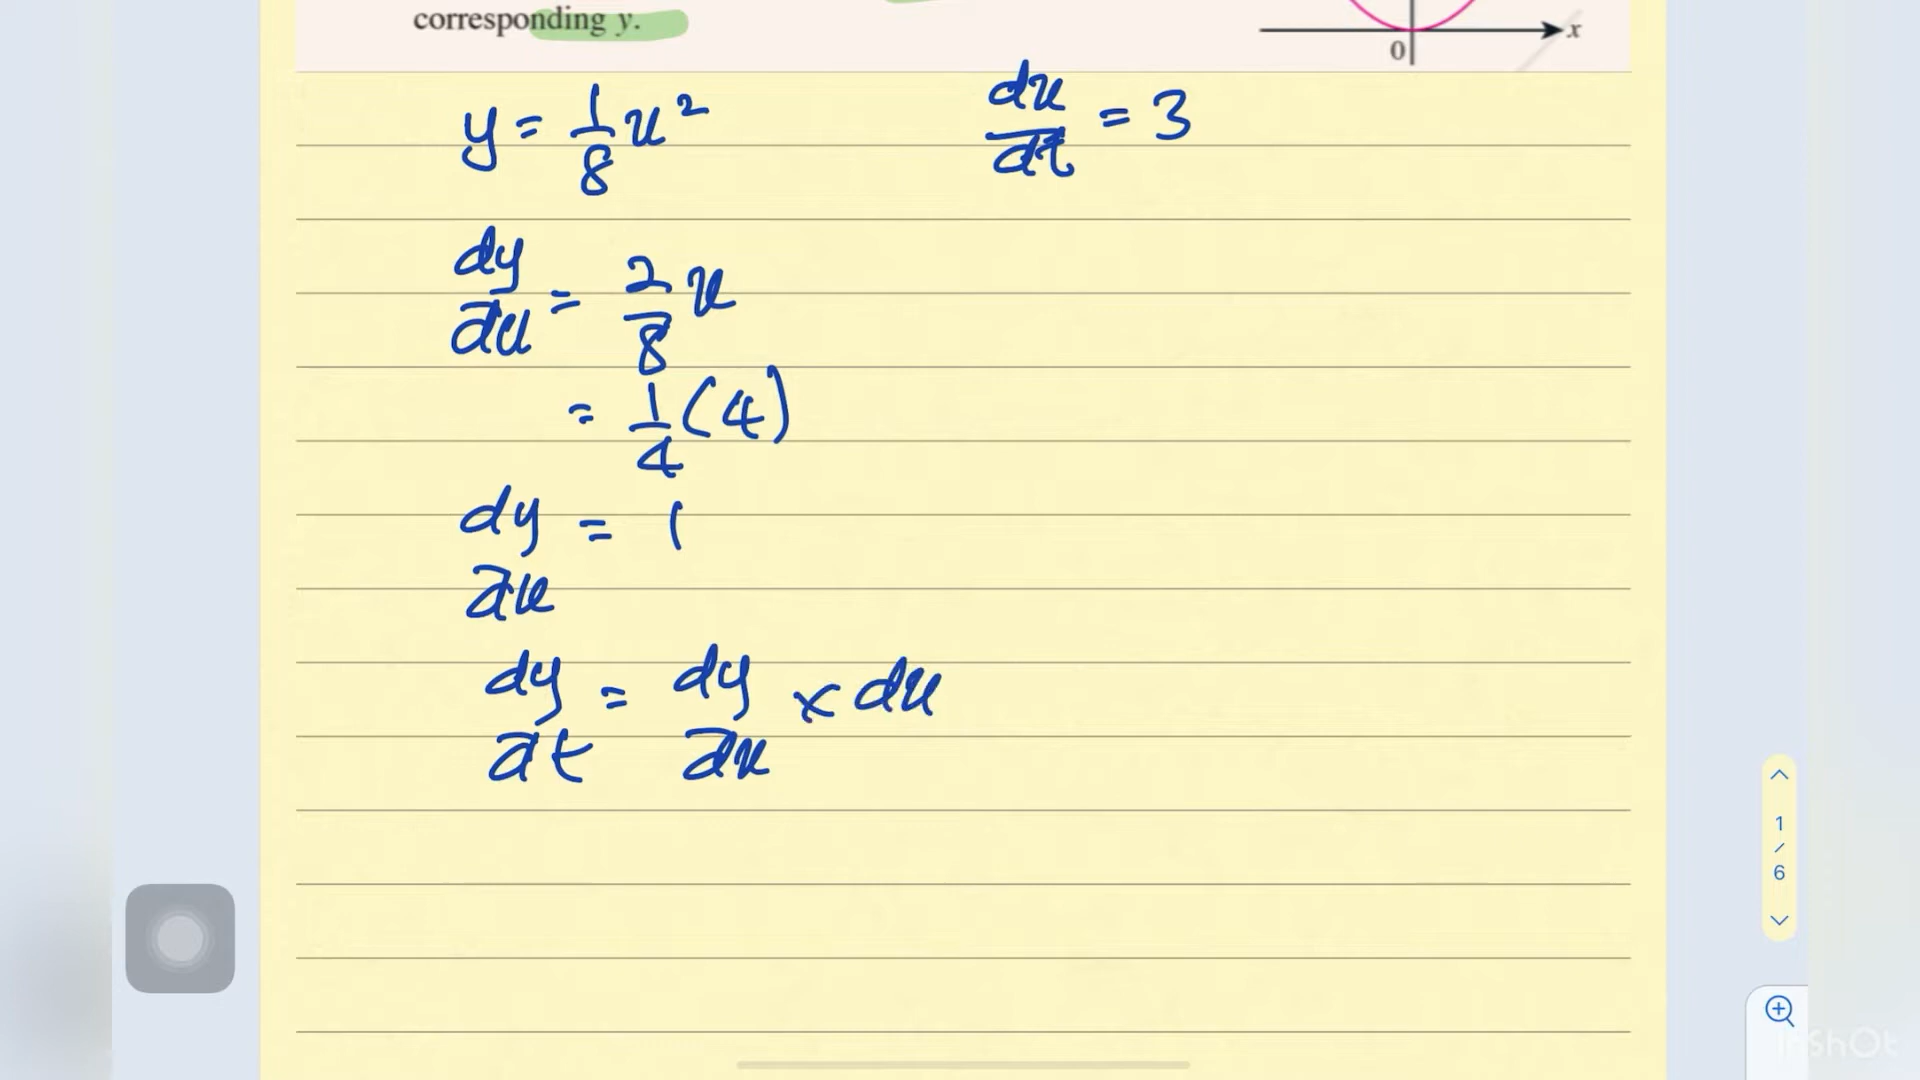 corresponding y.
0
x
y = 1/8 x²
dx/dt = 3
dy/dx = 2/8 x
= 1/4 (4)
dy/dx = 1
dy/dt = dy/dx × dx
1
/
6
InShOt